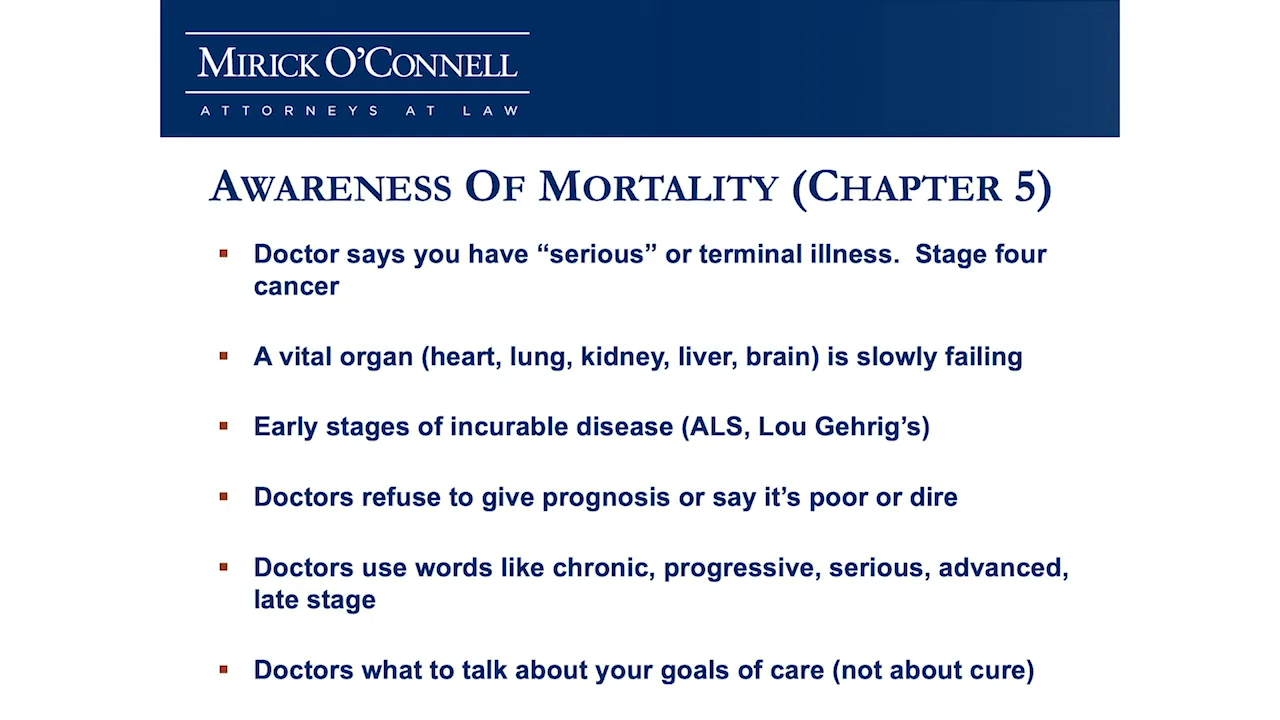 MIRICK O’CONNELL
ATTORNEYS AT LAW
AWARENESS OF MORTALITY (CHAPTER 5)
▪ Doctor says you have “serious” or terminal illness.  Stage four
cancer
▪ A vital organ (heart, lung, kidney, liver, brain) is slowly failing
▪ Early stages of incurable disease (ALS, Lou Gehrig’s)
▪ Doctors refuse to give prognosis or say it’s poor or dire
▪ Doctors use words like chronic, progressive, serious, advanced,
late stage
▪ Doctors what to talk about your goals of care (not about cure)